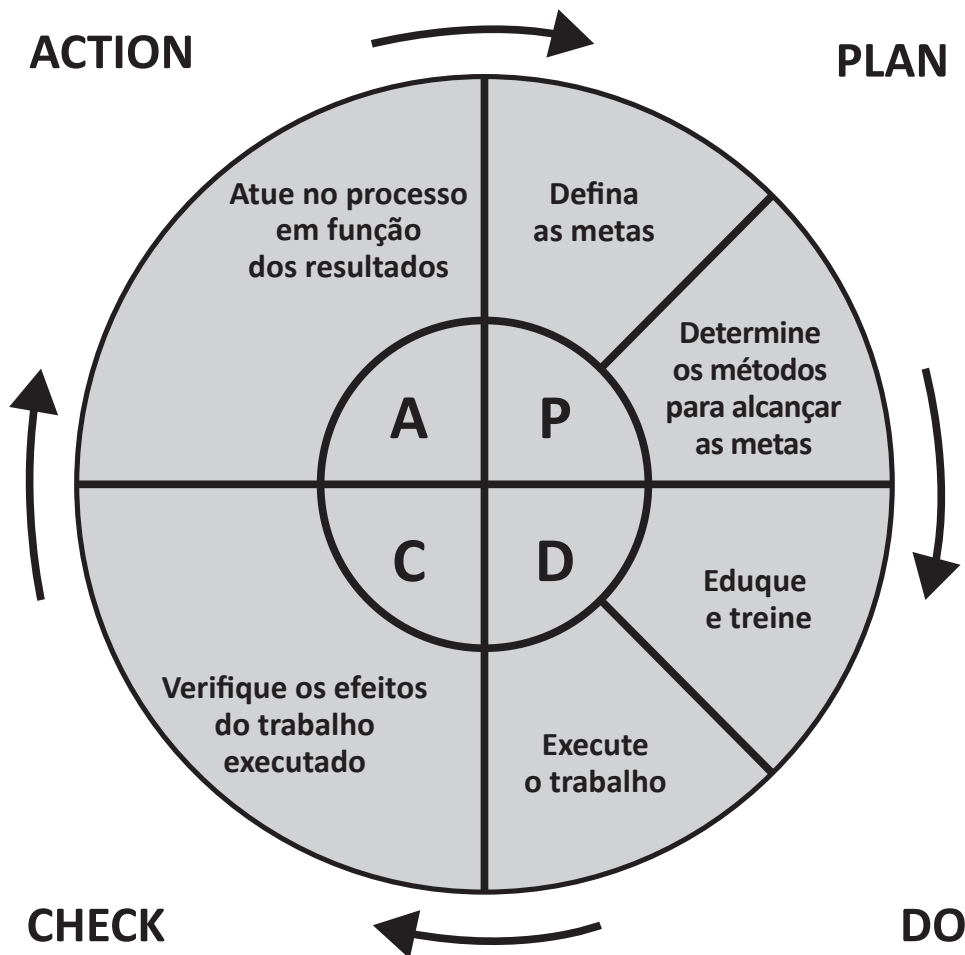 ACTION
PLAN
Atue no processo
em função
dos resultados
Defina
as metas
Determine
os métodos
para alcançar
as metas
A
P
C
D
Eduque
e treine
Verifique os efeitos
do trabalho
executado
Execute
o trabalho
CHECK
DO